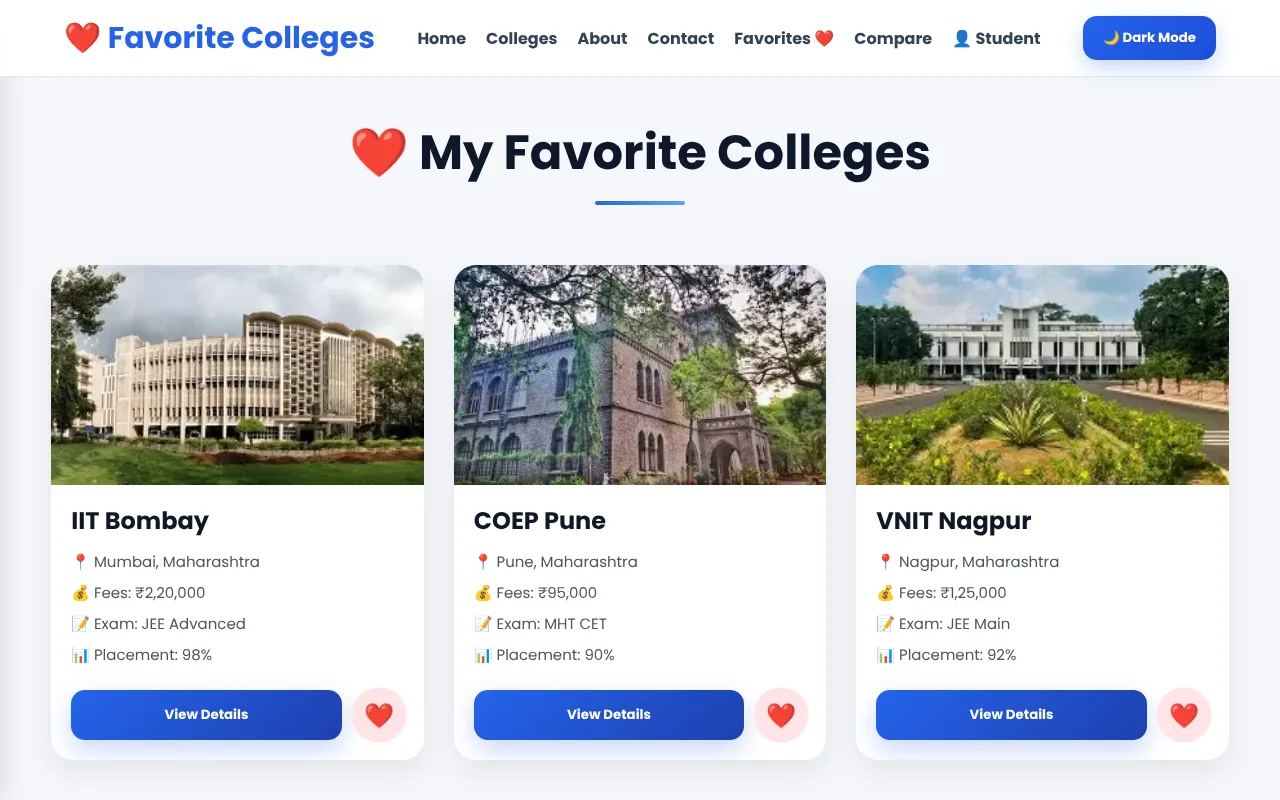 ❤️ Favorite Colleges
Home Colleges About Contact Favorites ❤️ Compare 👤 Student
🌙 Dark Mode
❤️ My Favorite Colleges
IIT Bombay
📍 Mumbai, Maharashtra
💰 Fees: ₹2,20,000
📝 Exam: JEE Advanced
📊 Placement: 98%
View Details
❤️
COEP Pune
📍 Pune, Maharashtra
💰 Fees: ₹95,000
📝 Exam: MHT CET
📊 Placement: 90%
View Details
❤️
VNIT Nagpur
📍 Nagpur, Maharashtra
💰 Fees: ₹1,25,000
📝 Exam: JEE Main
📊 Placement: 92%
View Details
❤️